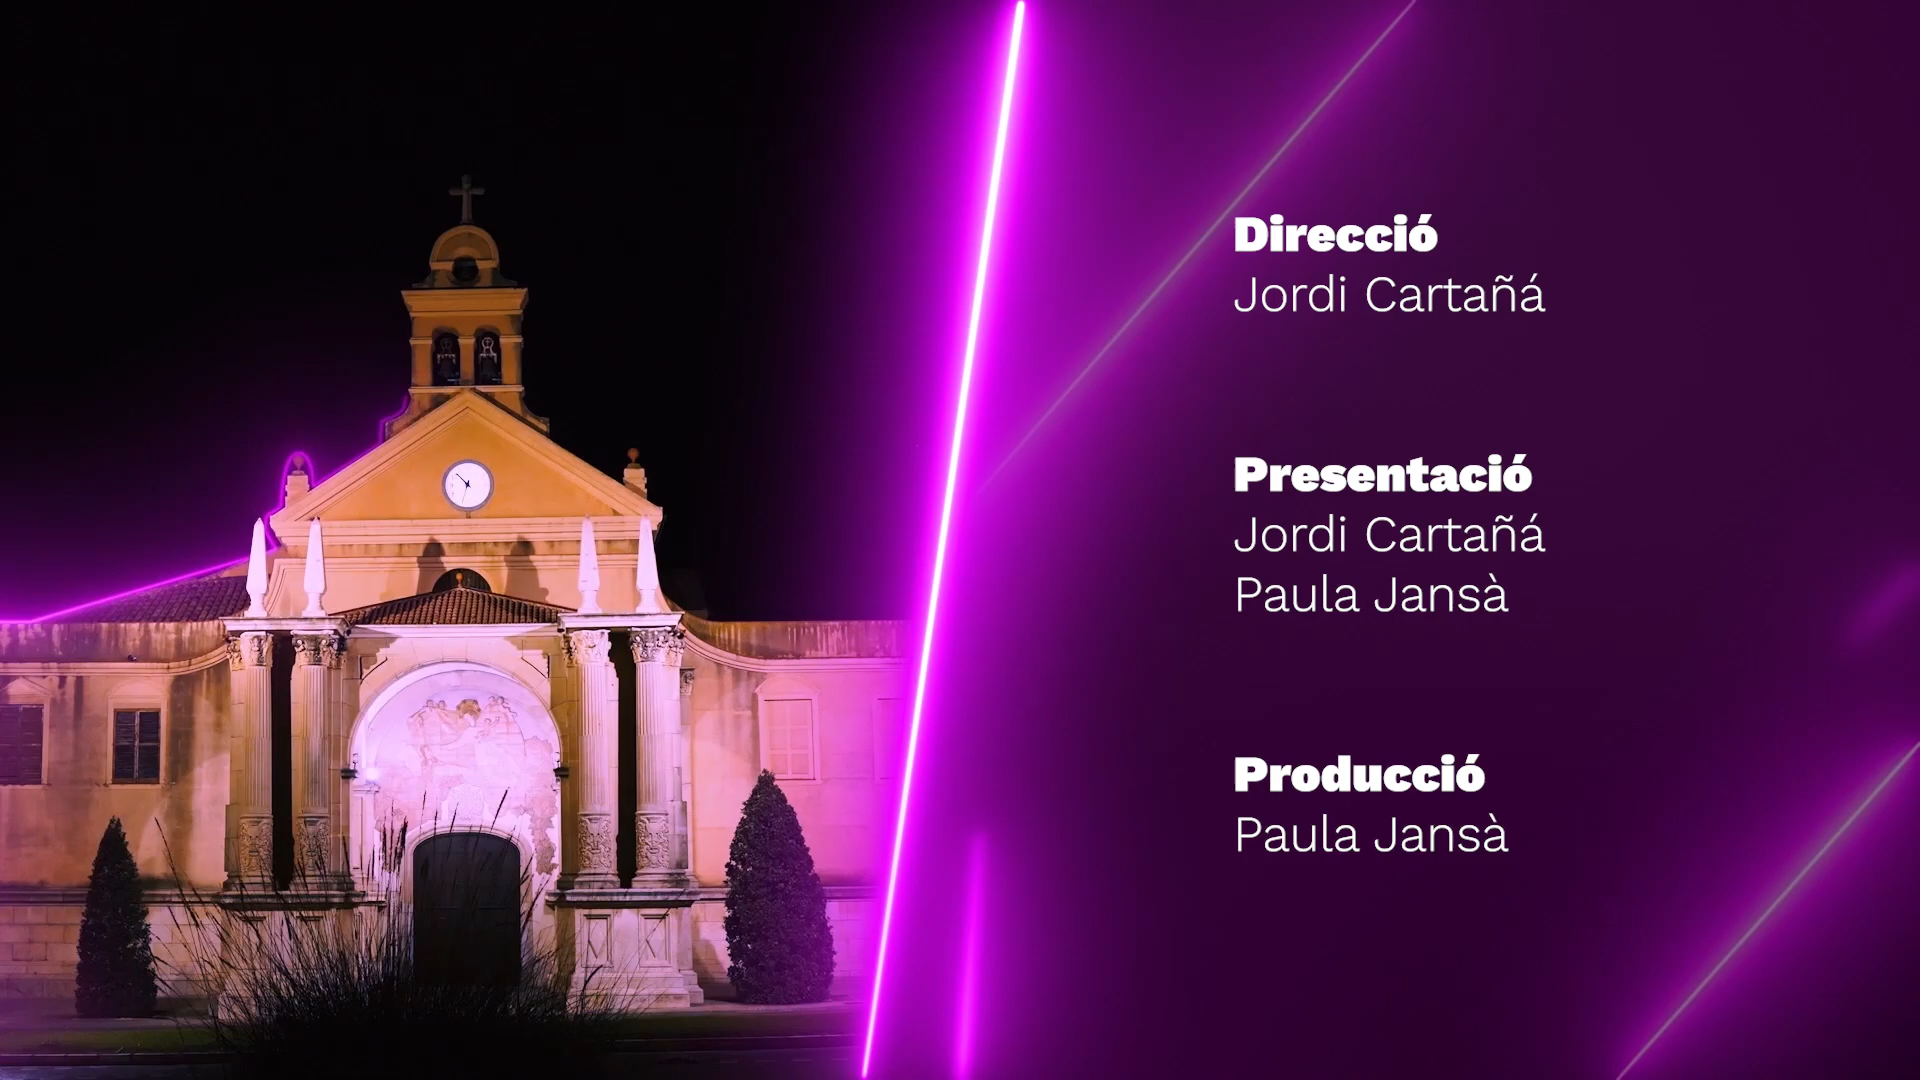 Direcció
Jordi Cartañá
Presentació
Jordi Cartañá
Paula Jansà
Producció
Paula Jansà